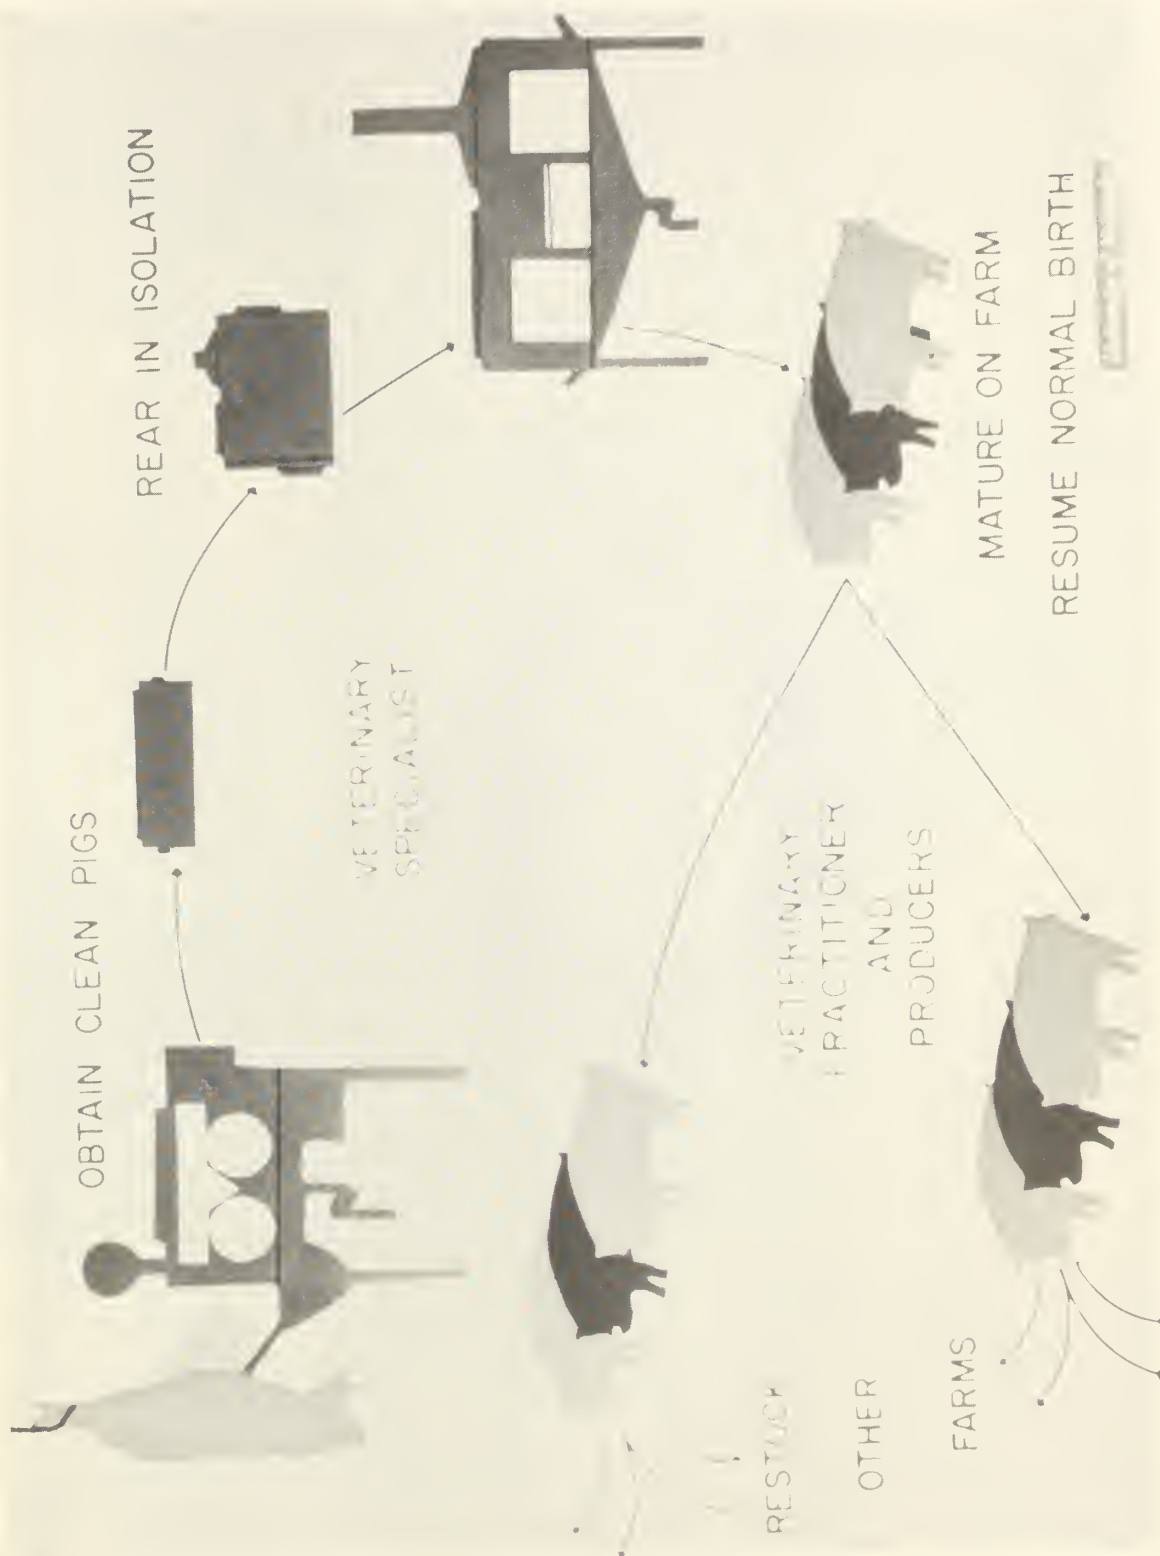 OBTAIN CLEAN PIGS
REAR IN ISOLATION
VETERINARY
SPECIALIST
MATURE ON FARM
RESUME NORMAL BIRTH
VETERINARY
PRACTITIONER
AND
PRODUCERS
RESTOCK
OTHER
FARMS